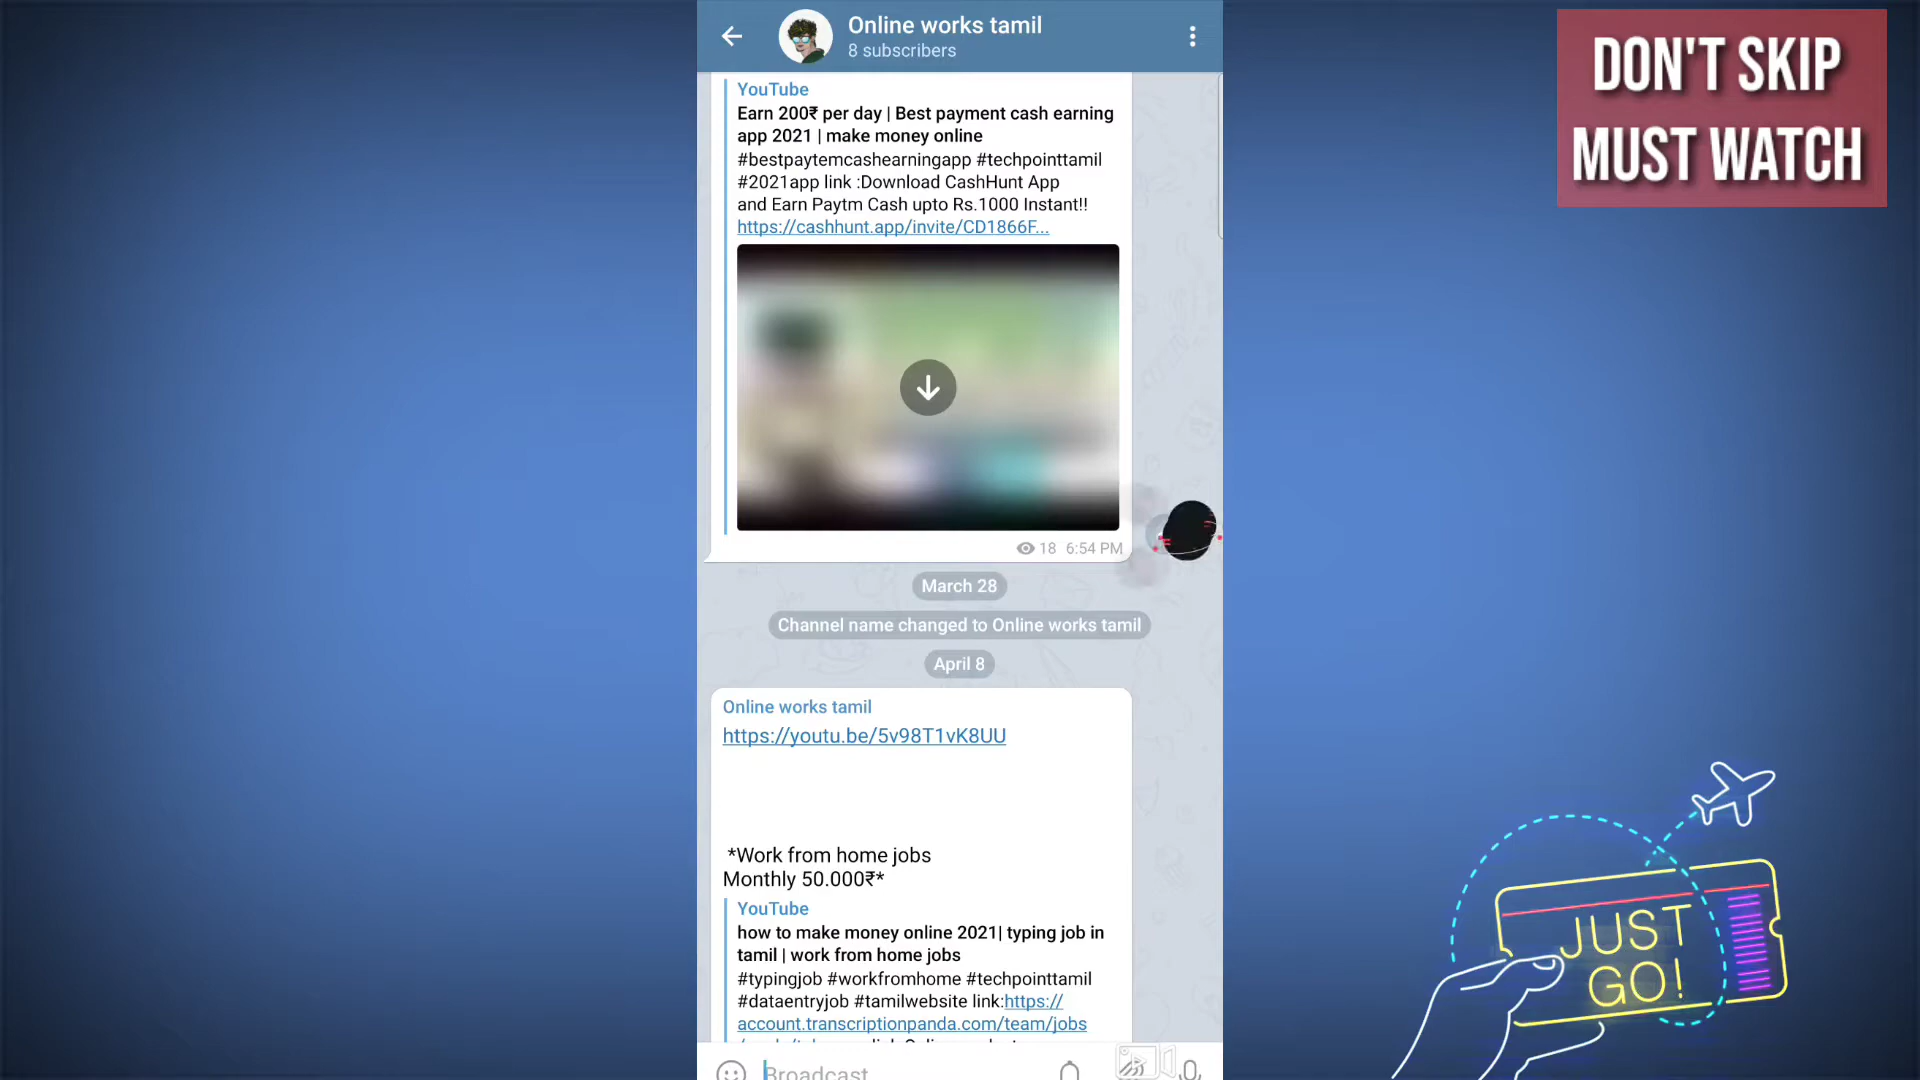 Online works tamil
8 subscribers
DON'T SKIP
MUST WATCH
YouTube
Earn 200₹ per day | Best payment cash earning
app 2021 | make money online
#bestpaytemcashearningapp #techpointtamil
#2021app link :Download CashHunt App
and Earn Paytm Cash upto Rs.1000 Instant!!
https://cashhunt.app/invite/CD1866F...
18 6:54 PM
March 28
Channel name changed to Online works tamil
April 8
Online works tamil
https://youtu.be/5v98T1vK8UU
*Work from home jobs
Monthly 50.000₹*
YouTube
how to make money online 2021| typing job in
tamil | work from home jobs
#typingjob #workfromhome #techpointtamil
#dataentryjob #tamilwebsite link:https://
account.transcriptionpanda.com/team/jobs
Broadcast
JUST
GO!